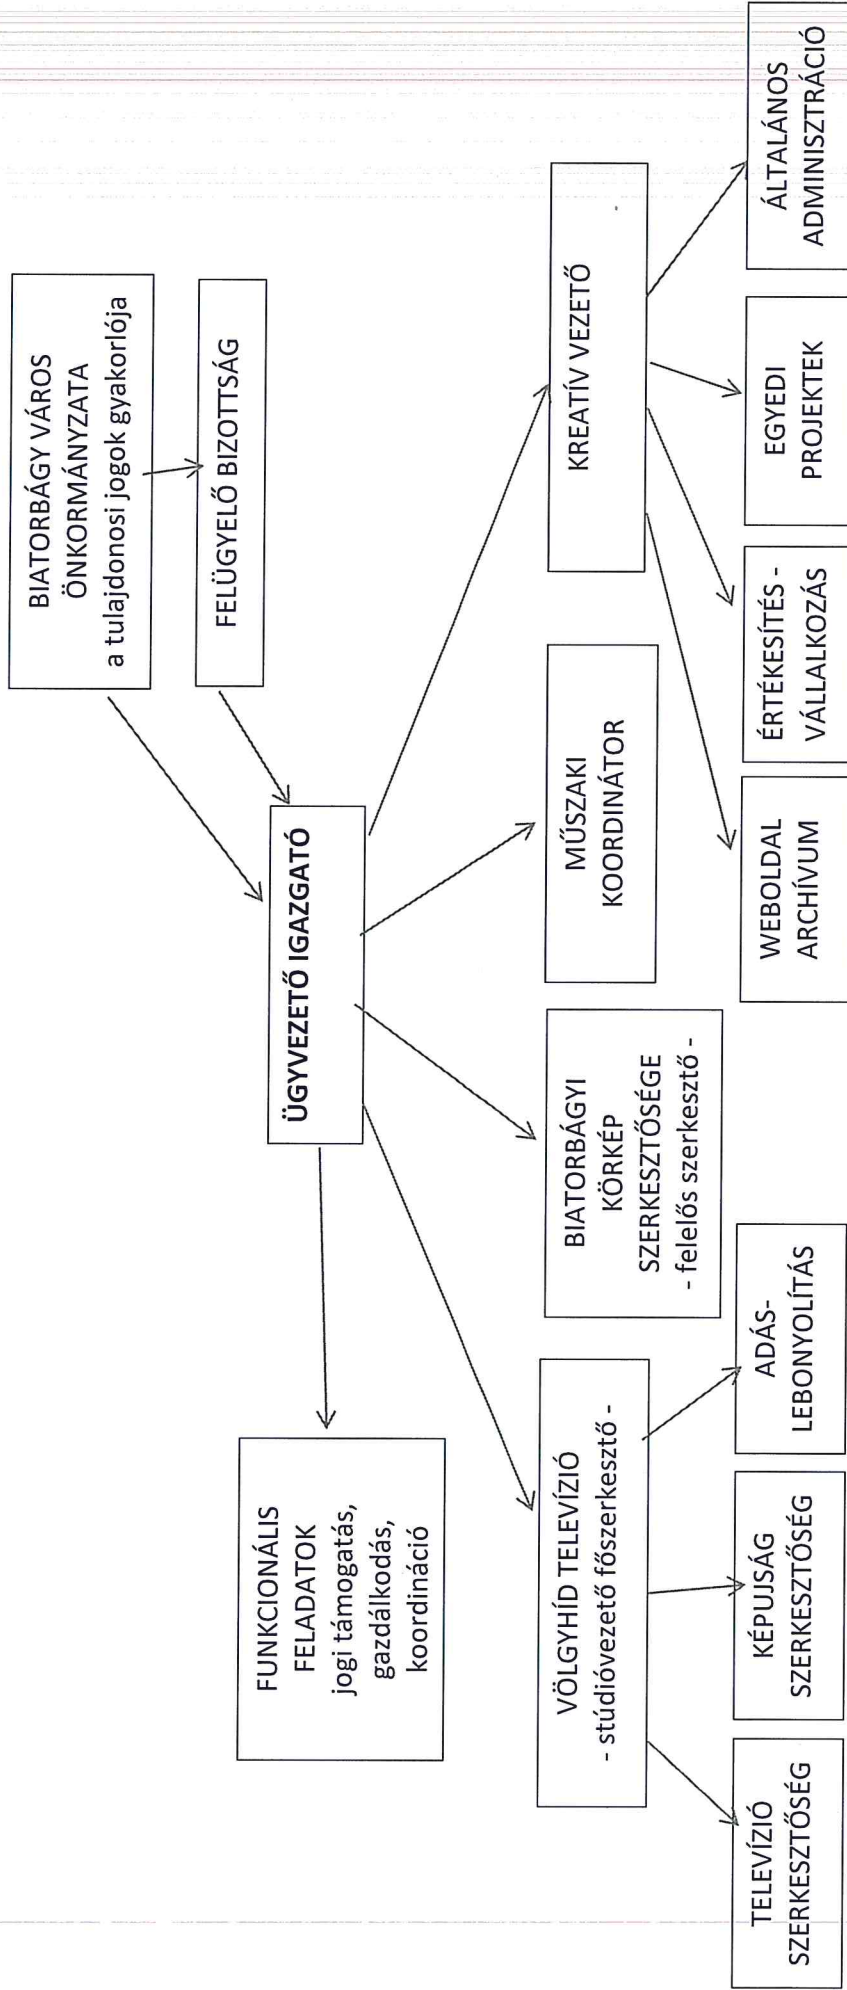 BIATORBÁGY VÁROS
ÖNKORMÁNYZATA
a tulajdonosi jogok gyakorlója
FELÜGYELŐ BIZOTTSÁG
ÜGYVEZETŐ IGAZGATÓ
FUNKCIONÁLIS
FELADATOK
jogi támogatás,
gazdálkodás,
koordináció
VÖLGYHÍD TELEVÍZIÓ
- stúdióvezető főszerkesztő -
BIATORBÁGYI
KÖRKÉP
SZERKESZTŐSÉGE
- felelős szerkesztő -
MŰSZAKI
KOORDINÁTOR
KREATÍV VEZETŐ
TELEVÍZIÓ
SZERKESZTŐSÉG
KÉPUJSÁG
SZERKESZTŐSÉG
ADÁS-
LEBONYOLÍTÁS
WEBOLDAL
ARCHÍVUM
ÉRTÉKESÍTÉS -
VÁLLALKOZÁS
EGYEDI
PROJEKTEK
ÁLTALÁNOS
ADMINISZTRÁCIÓ